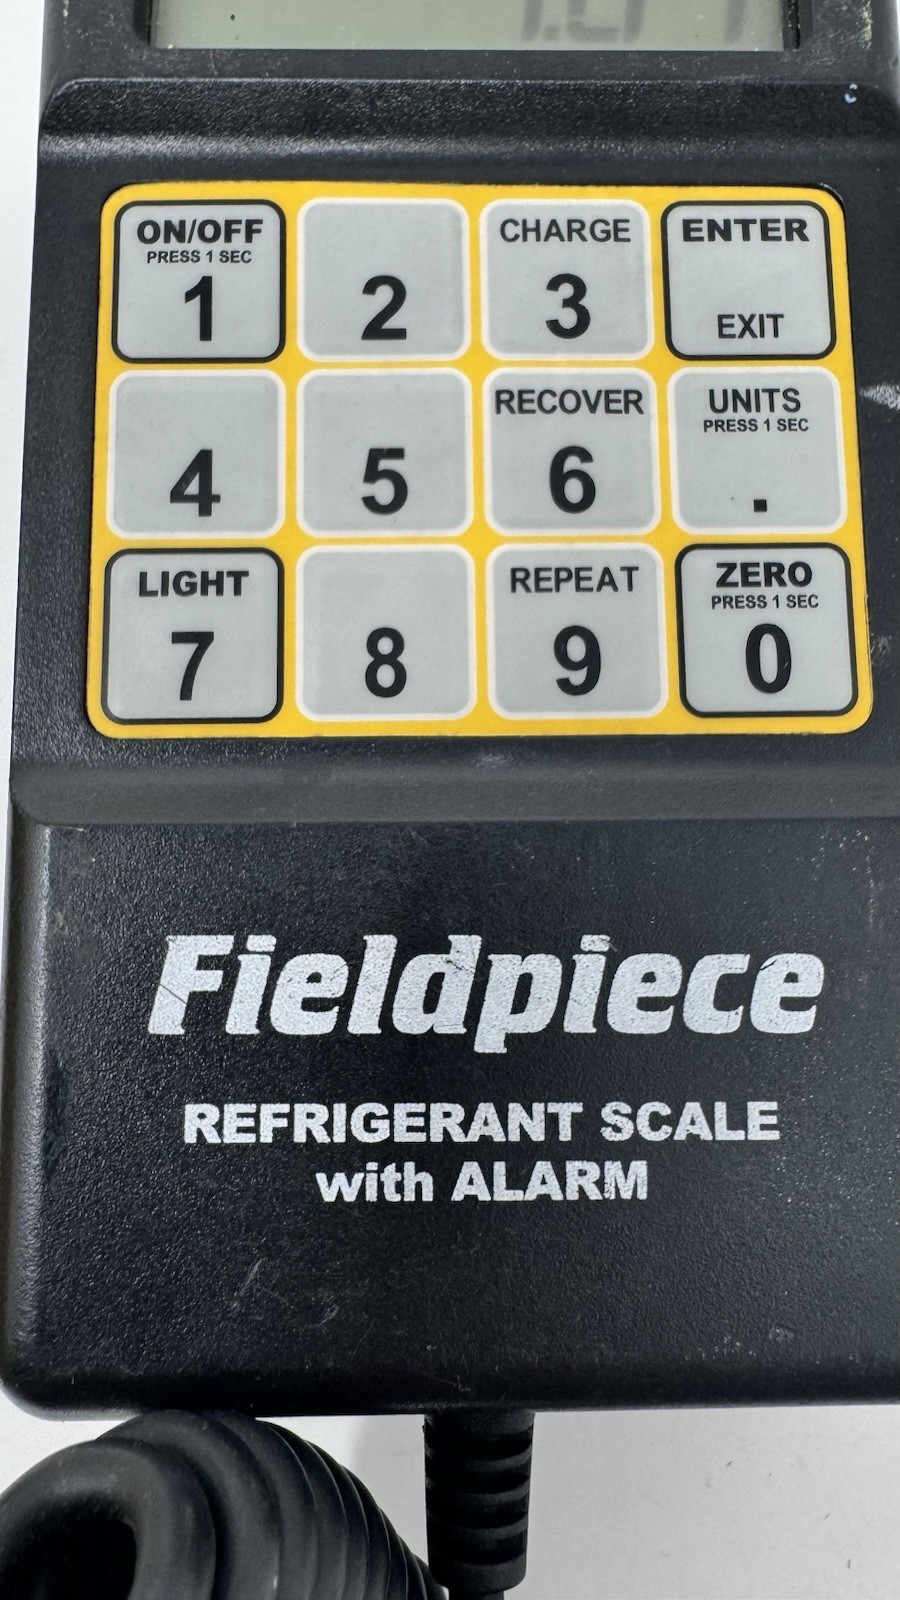 ON/OFF
PRESS 1 SEC
1
2
CHARGE
3
ENTER
EXIT
4
5
RECOVER
6
UNITS
PRESS 1 SEC
.
LIGHT
7
8
REPEAT
9
ZERO
PRESS 1 SEC
0
Fieldpiece
REFRIGERANT SCALE
with ALARM